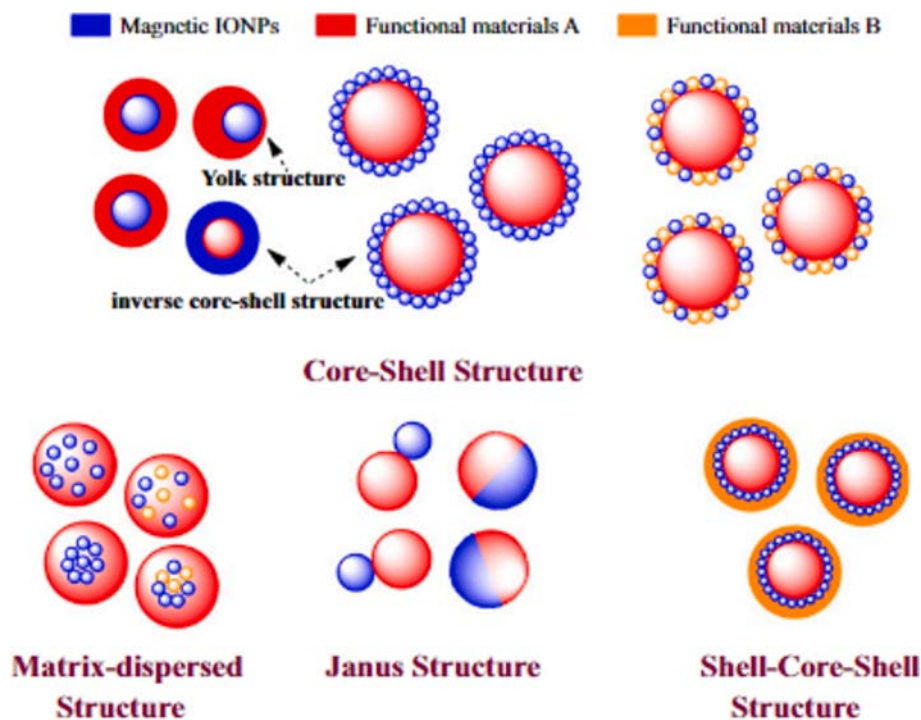 Magnetic IONPs Functional materials A Functional materials B
Yolk structure
inverse core-shell structure
Core-Shell Structure
Matrix-dispersed
Structure
Janus Structure
Shell-Core-Shell
Structure